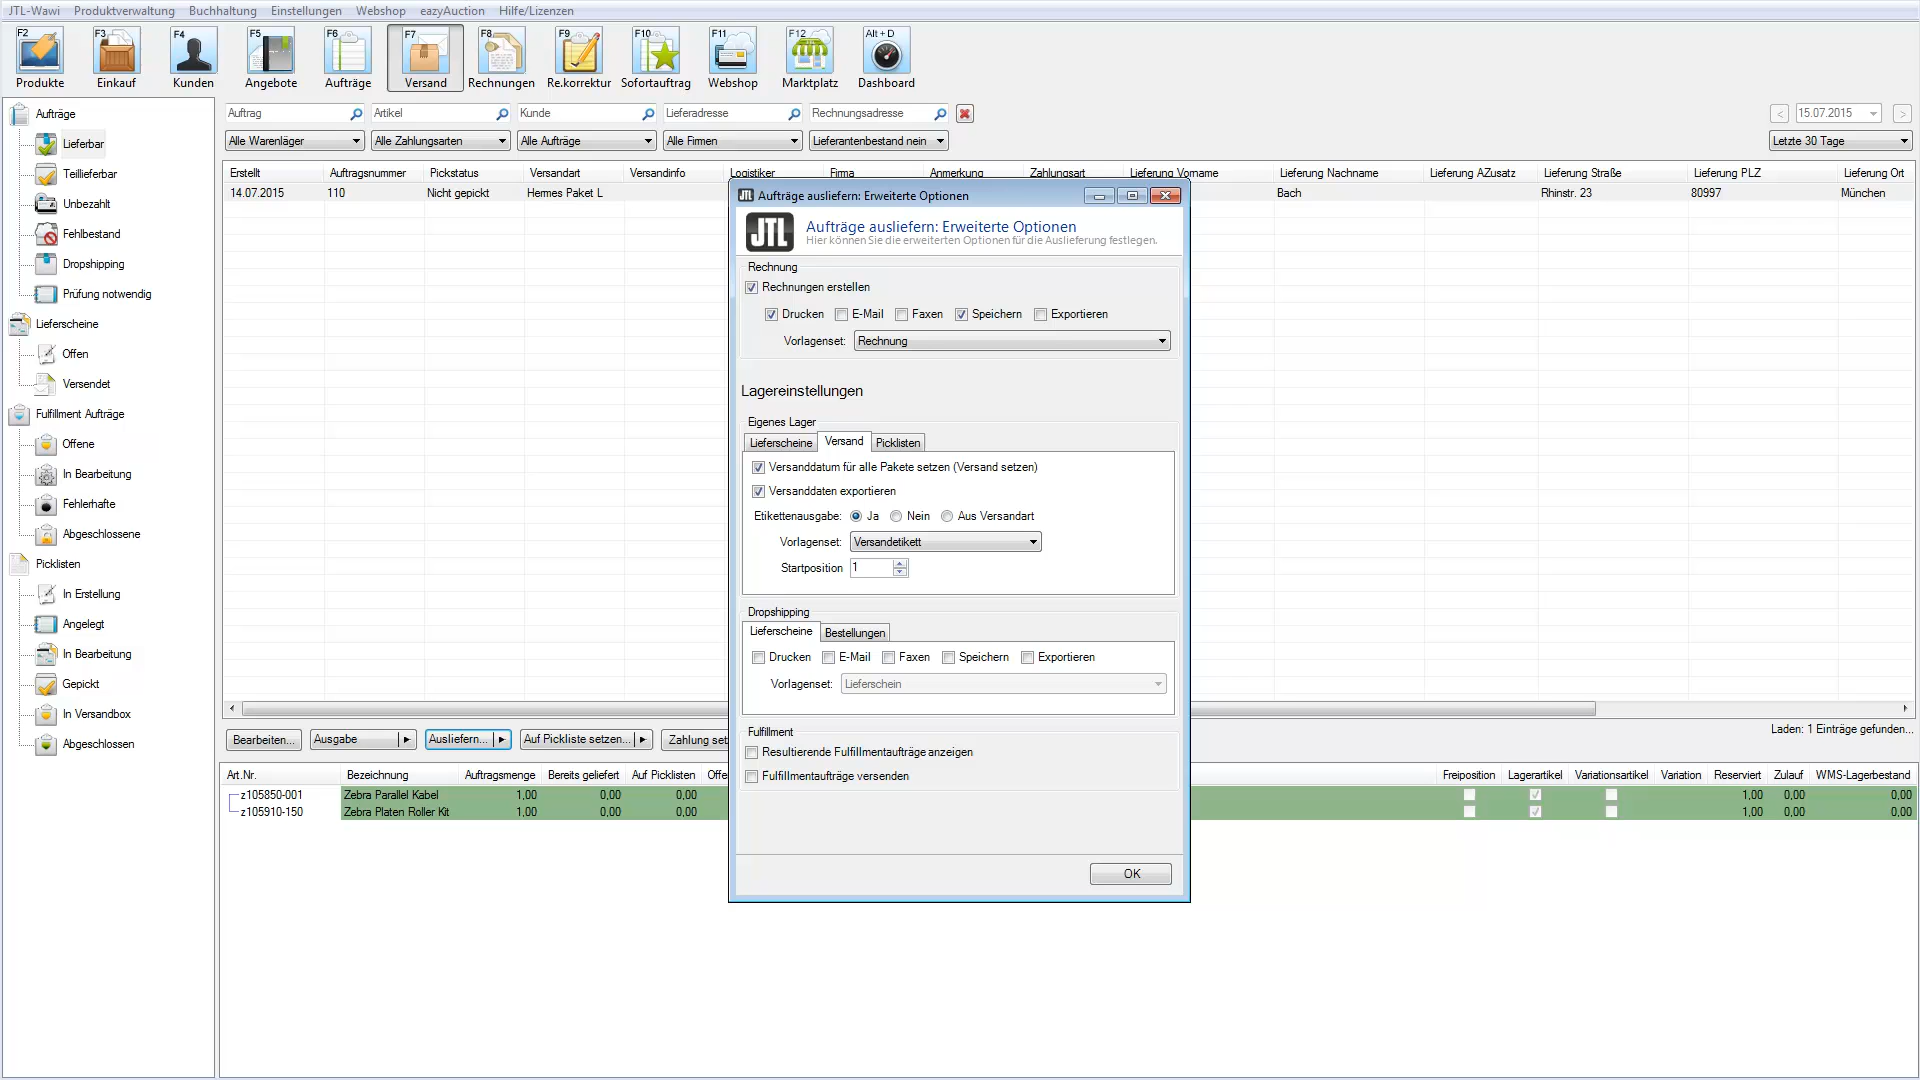 JTL-Wawi Produktverwaltung Buchhaltung Einstellungen Webshop eazyAuction Hilfe/Lizenzen
F2 F3 F4 F5 F6 F7 F8 F9 F10 F11 F12 Alt + D
Produkte Einkauf Kunden Angebote Aufträge Versand Rechnungen Re.korrektur Sofortauftrag Webshop Marktplatz Dashboard
Aufträge
Lieferbar
Teillieferbar
Unbezahlt
Fehlbestand
Dropshipping
Prüfung notwendig
Lieferscheine
Offen
Versendet
Fulfillment Aufträge
Offene
In Bearbeitung
Fehlerhafte
Abgeschlossene
Picklisten
In Erstellung
Angelegt
In Bearbeitung
Gepickt
In Versandbox
Abgeschlossen
Auftrag Artikel Kunde Lieferadresse Rechnungsadresse < 15.07.2015 >
Alle Warenläger Alle Zahlungsarten Alle Aufträge Alle Firmen Lieferantenbestand nein Letzte 30 Tage
Erstellt Auftragsnummer Pickstatus Versandart Versandinfo Logistiker Firma Anmerkung Zahlungsart Lieferung Vorname Lieferung Nachname Lieferung AZusatz Lieferung Straße Lieferung PLZ Lieferung Ort
14.07.2015 110 Nicht gepickt Hermes Paket L Bach Rhinstr. 23 80997 München
Aufträge ausliefern: Erweiterte Optionen
JTL Aufträge ausliefern: Erweiterte Optionen
Hier können Sie die erweiterten Optionen für die Auslieferung festlegen.
Rechnung
Rechnungen erstellen
Drucken E-Mail Faxen Speichern Exportieren
Vorlagenset: Rechnung
Lagereinstellungen
Eigenes Lager
Lieferscheine Versand Picklisten
Versanddatum für alle Pakete setzen (Versand setzen)
Versanddaten exportieren
Etikettenausgabe: Ja Nein Aus Versandart
Vorlagenset: Versandetikett
Startposition 1
Dropshipping
Lieferscheine Bestellungen
Drucken E-Mail Faxen Speichern Exportieren
Vorlagenset: Lieferschein
Fulfillment
Resultierende Fulfillmentaufträge anzeigen
Fulfillmentaufträge versenden
OK
Laden: 1 Einträge gefunden...
Bearbeiten... Ausgabe Ausliefern... Auf Pickliste setzen... Zahlung set
Art.Nr. Bezeichnung Auftragsmenge Bereits geliefert Auf Picklisten Offe Freiposition Lagerartikel Variationsartikel Variation Reserviert Zulauf WMS-Lagerbestand
z105850-001 Zebra Parallel Kabel 1,00 0,00 0,00 1,00 0,00 0,00
z105910-150 Zebra Platen Roller Kit 1,00 0,00 0,00 1,00 0,00 0,00